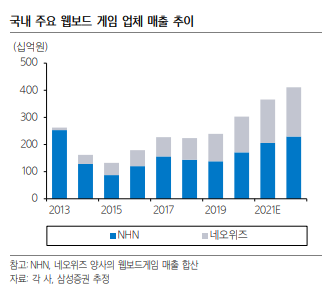 국내 주요 웹보드 게임 업체 매출 추이
(십억원)
500
400
300
200
100
0
2013 2015 2017 2019 2021E
NHN 네오위즈
참고: NHN, 네오위즈 양사의 웹보드게임 매출 합산
자료: 각 사, 삼성증권 추정